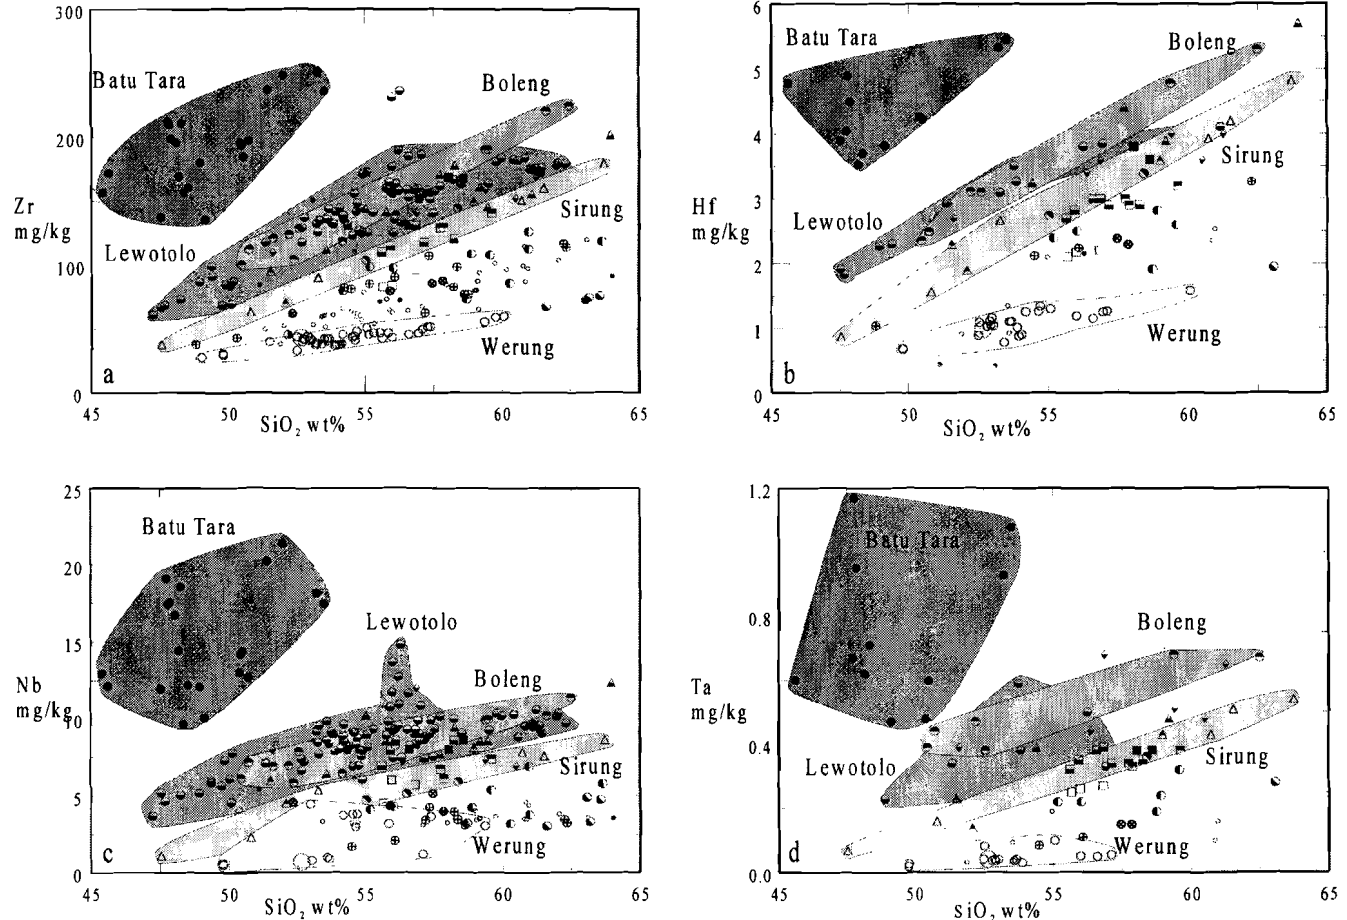 300
200
100
0
Zr
mg/kg
Batu Tara
Boleng
Lewotolo
Sirung
Werung
a
45 50 55 60 65
SiO2 wt%
6
5
4
3
2
1
0
Hf
mg/kg
Batu Tara
Boleng
Sirung
Lewotolo
Werung
b
45 50 55 60 65
SiO2 wt%
25
20
15
10
5
0
Nb
mg/kg
Batu Tara
Lewotolo
Boleng
Sirung
Werung
c
45 50 55 60 65
SiO2 wt%
1.2
0.8
0.4
0
Ta
mg/kg
Batu Tara
Boleng
Lewotolo
Sirung
Werung
d
45 50 55 60 65
SiO2 wt%